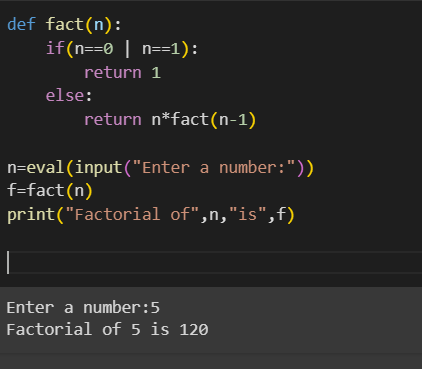 def fact(n):
    if(n==0 | n==1):
        return 1
    else:
        return n*fact(n-1)

n=eval(input("Enter a number:"))
f=fact(n)
print("Factorial of",n,"is",f)

Enter a number:5
Factorial of 5 is 120